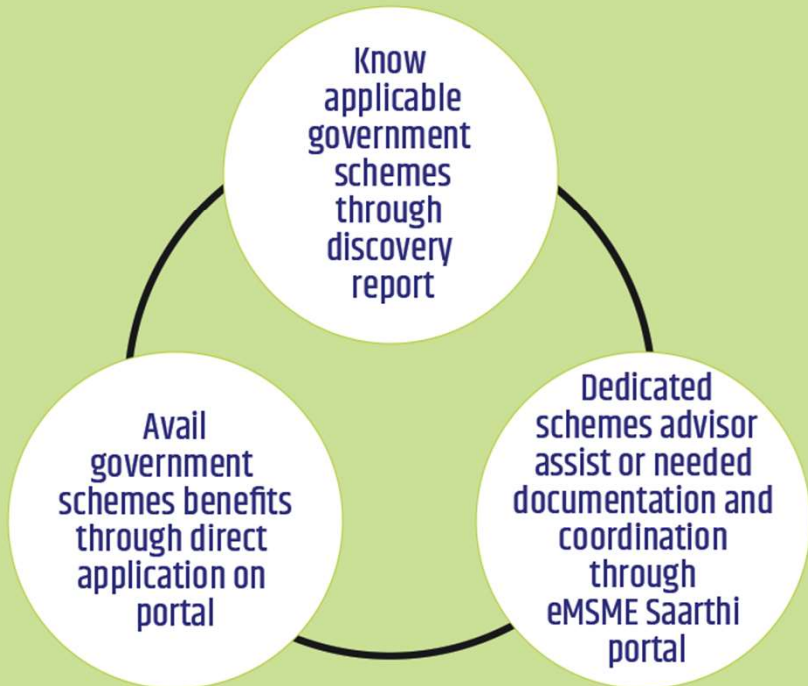 Know
applicable
government
schemes
through
discovery
report
Avail
government
schemes benefits
through direct
application on
portal
Dedicated
schemes advisor
assist or needed
documentation and
coordination
through
eMSME Saarthi
portal